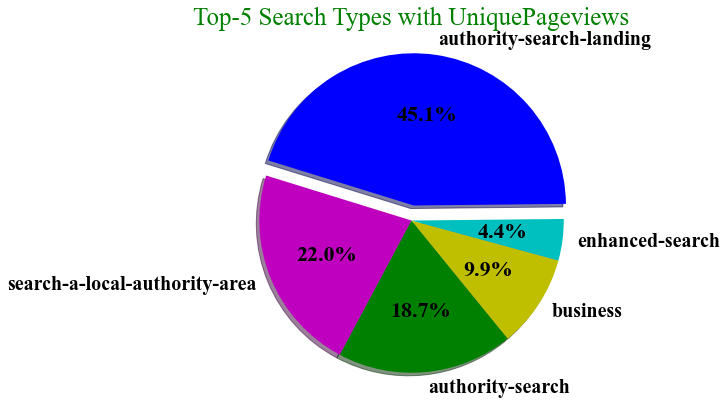 Top-5 Search Types with UniquePageviews
authority-search-landing
45.1%
4.4%
enhanced-search
22.0%
9.9%
search-a-local-authority-area
18.7%
business
authority-search